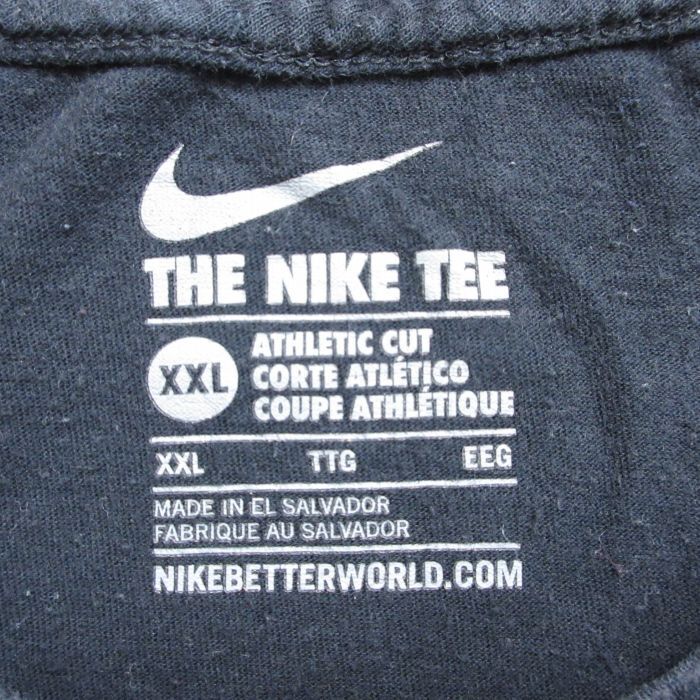 THE NIKE TEE
XXL
ATHLETIC CUT
CORTE ATLÉTICO
COUPE ATHLÉTIQUE
XXL TTG EEG
MADE IN EL SALVADOR
FABRIQUE AU SALVADOR
NIKEBETTERWORLD.COM